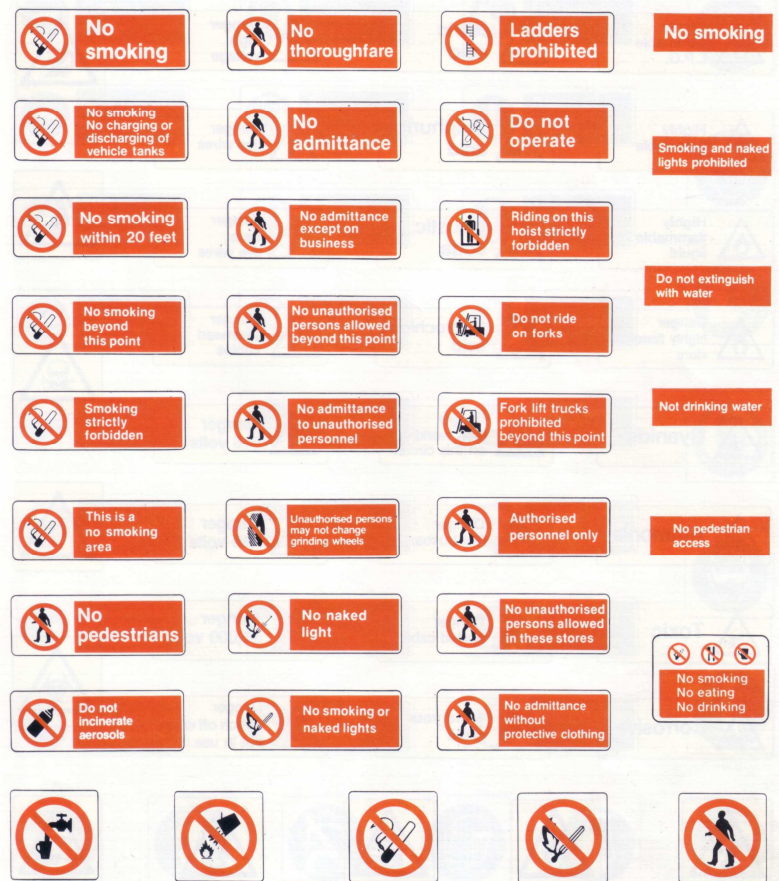 No
smoking
No
thoroughfare
Ladders
prohibited
No smoking
No smoking
No charging or
discharging of
vehicle tanks
No
admittance
Do not
operate
Smoking and naked
lights prohibited
No smoking
within 20 feet
No admittance
except on
business
Riding on this
hoist strictly
forbidden
Do not extinguish
with water
No smoking
beyond
this point
No unauthorised
persons allowed
beyond this point
Do not ride
on forks
Smoking
strictly
forbidden
No admittance
to unauthorised
personnel
Fork lift trucks
prohibited
beyond this point
Not drinking water
This is a
no smoking
area
Unauthorised persons
may not change
grinding wheels
Authorised
personnel only
No pedestrian
access
No
pedestrians
No naked
light
No unauthorised
persons allowed
in these stores
No smoking
No eating
No drinking
Do not
incinerate
aerosols
No smoking or
naked lights
No admittance
without
protective clothing